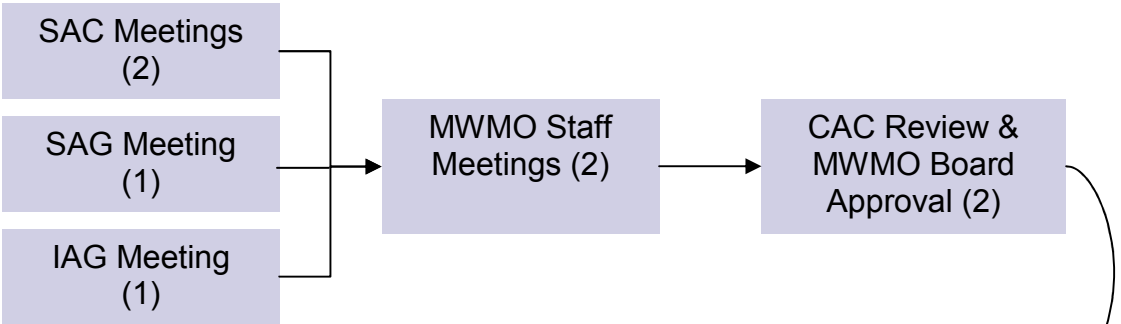 SAC Meetings
(2)
SAG Meeting
(1)
IAG Meeting
(1)
MWMO Staff
Meetings (2)
CAC Review &
MWMO Board
Approval (2)